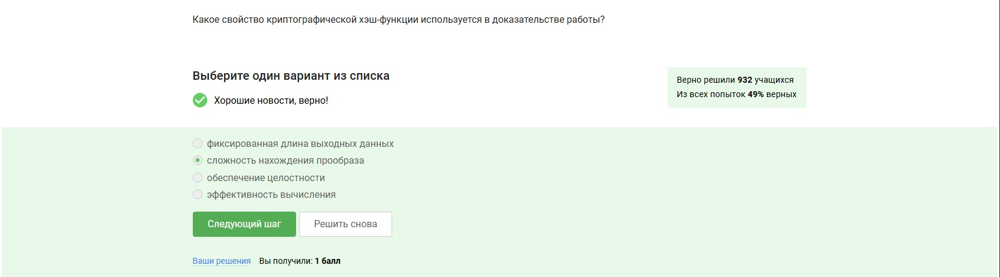 Какое свойство криптографической хэш-функции используется в доказательстве работы?
Выберите один вариант из списка
Хорошие новости, верно!
Верно решили 932 учащихся
Из всех попыток 49% верных
фиксированная длина выходных данных
сложность нахождения прообраза
обеспечение целостности
эффективность вычисления
Следующий шаг
Решить снова
Ваши решения
Вы получили: 1 балл